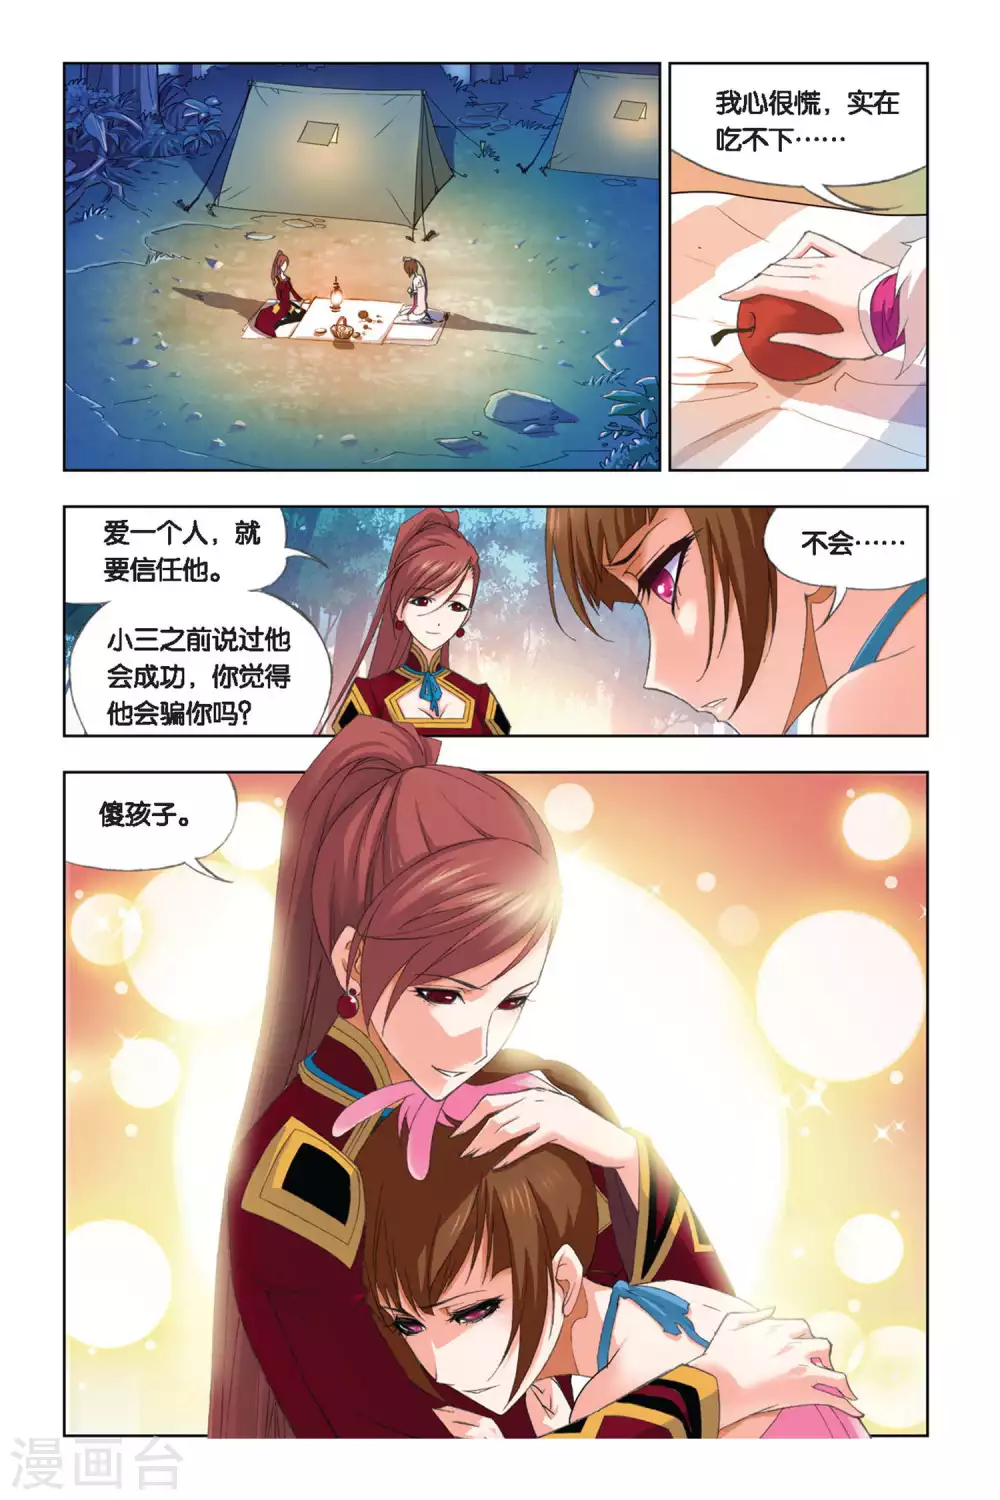 我心很慌，实在
吃不下……
爱一个人，就
要信任他。
小三之前说过他
会成功，你觉得
他会骗你吗？
不会……
傻孩子。
漫画台